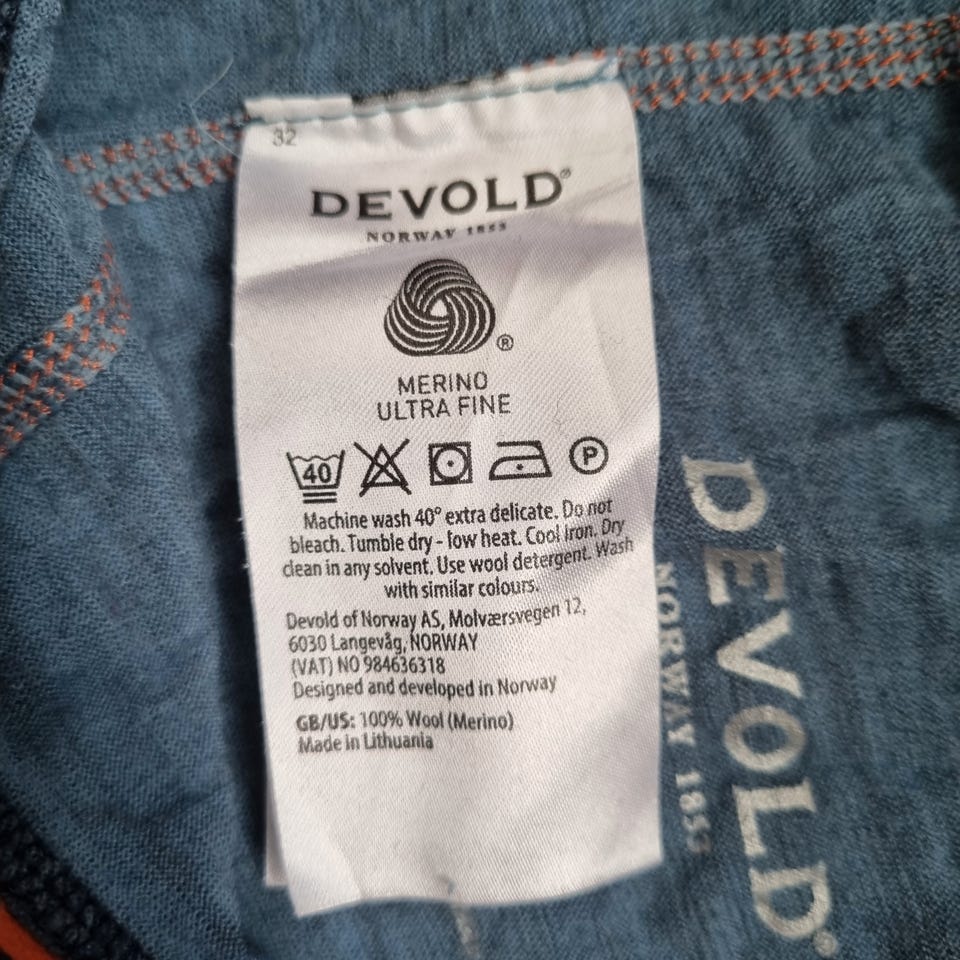 32
DEVOLD®
NORWAY 1853
®
MERINO
ULTRA FINE
40 P
Machine wash 40° extra delicate. Do not
bleach. Tumble dry - low heat. Cool Iron. Dry
clean in any solvent. Use wool detergent. Wash
with similar colours.
Devold of Norway AS, Molværsvegen 12,
6030 Langevåg, NORWAY
(VAT) NO 984636318
Designed and developed in Norway
GB/US: 100% Wool (Merino)
Made in Lithuania
DEVOLD®
NORWAY 1853